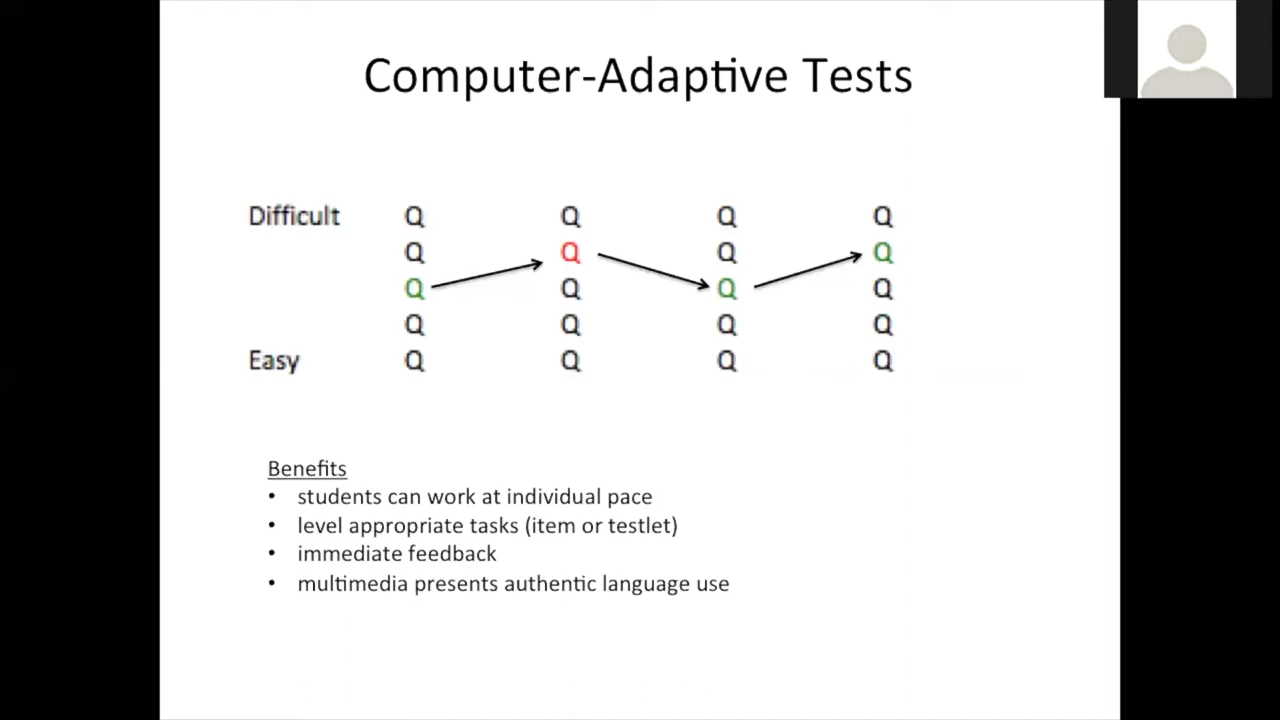 Computer-Adaptive Tests
Difficult Q Q Q Q
Q Q Q Q
Q Q Q Q
Q Q Q Q
Easy Q Q Q Q
Benefits
• students can work at individual pace
• level appropriate tasks (item or testlet)
• immediate feedback
• multimedia presents authentic language use